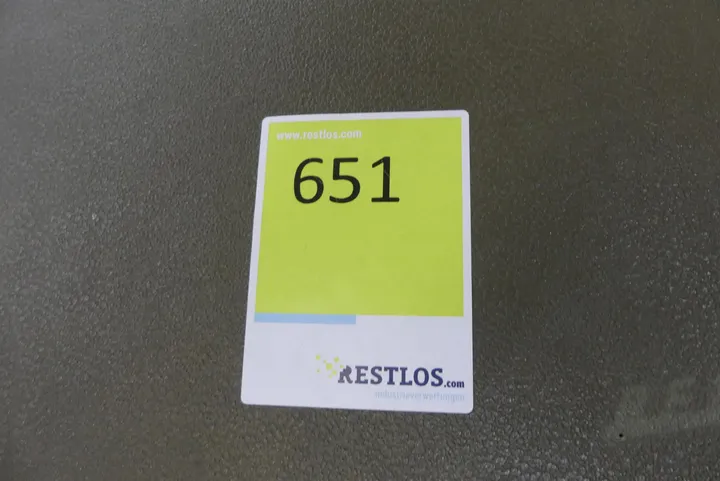 www.restlos.com
651
RESTLOS.com
industrieverwertungen